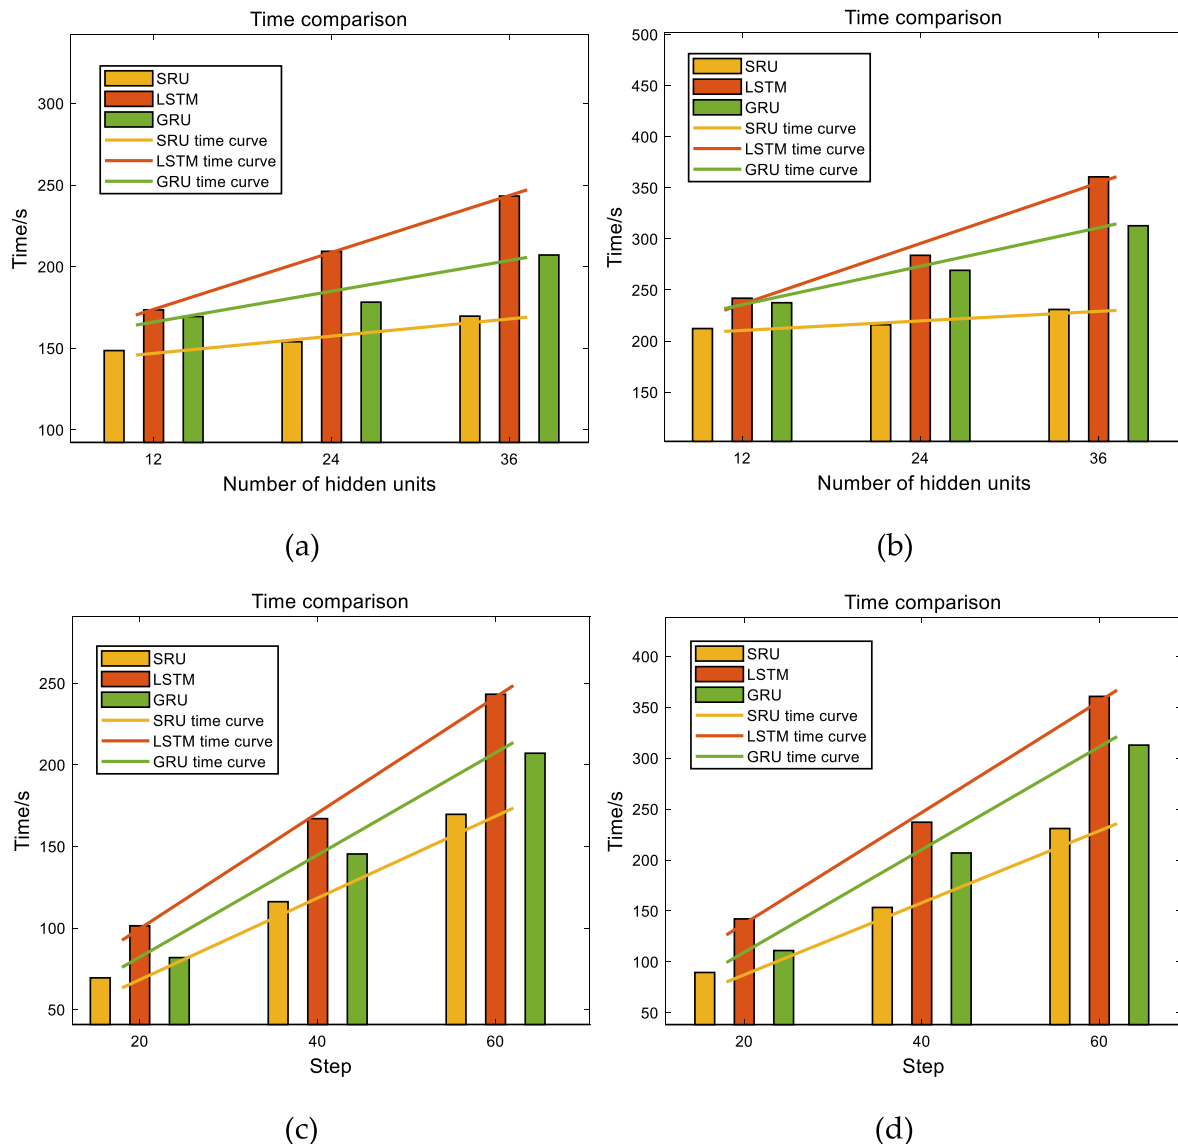 Time comparison
300
250
200
150
100
Time/s
SRU
LSTM
GRU
SRU time curve
LSTM time curve
GRU time curve
12
24
36
Number of hidden units
(a)
Time comparison
500
450
400
350
300
250
200
150
Time/s
SRU
LSTM
GRU
SRU time curve
LSTM time curve
GRU time curve
12
24
36
Number of hidden units
(b)
Time comparison
250
200
150
100
50
Time/s
SRU
LSTM
GRU
SRU time curve
LSTM time curve
GRU time curve
20
40
60
Step
(c)
Time comparison
400
350
300
250
200
150
100
50
Time/s
SRU
LSTM
GRU
SRU time curve
LSTM time curve
GRU time curve
20
40
60
Step
(d)